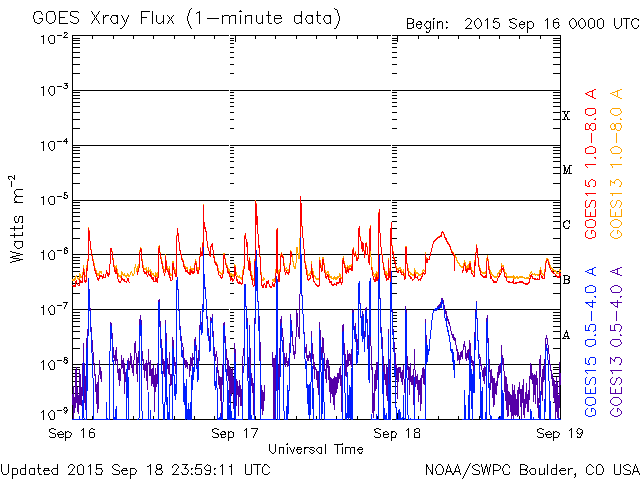 GOES Xray Flux (1-minute data)
Begin: 2015 Sep 16 0000 UTC
Watts m-2
10-2
10-3
10-4
10-5
10-6
10-7
10-8
10-9
X
M
C
B
A
GOES15 1.0-8.0 A
GOES13 1.0-8.0 A
GOES15 0.5-4.0 A
GOES13 0.5-4.0 A
Sep 16
Sep 17
Sep 18
Sep 19
Universal Time
Updated 2015 Sep 18 23:59:11 UTC
NOAA/SWPC Boulder, CO USA